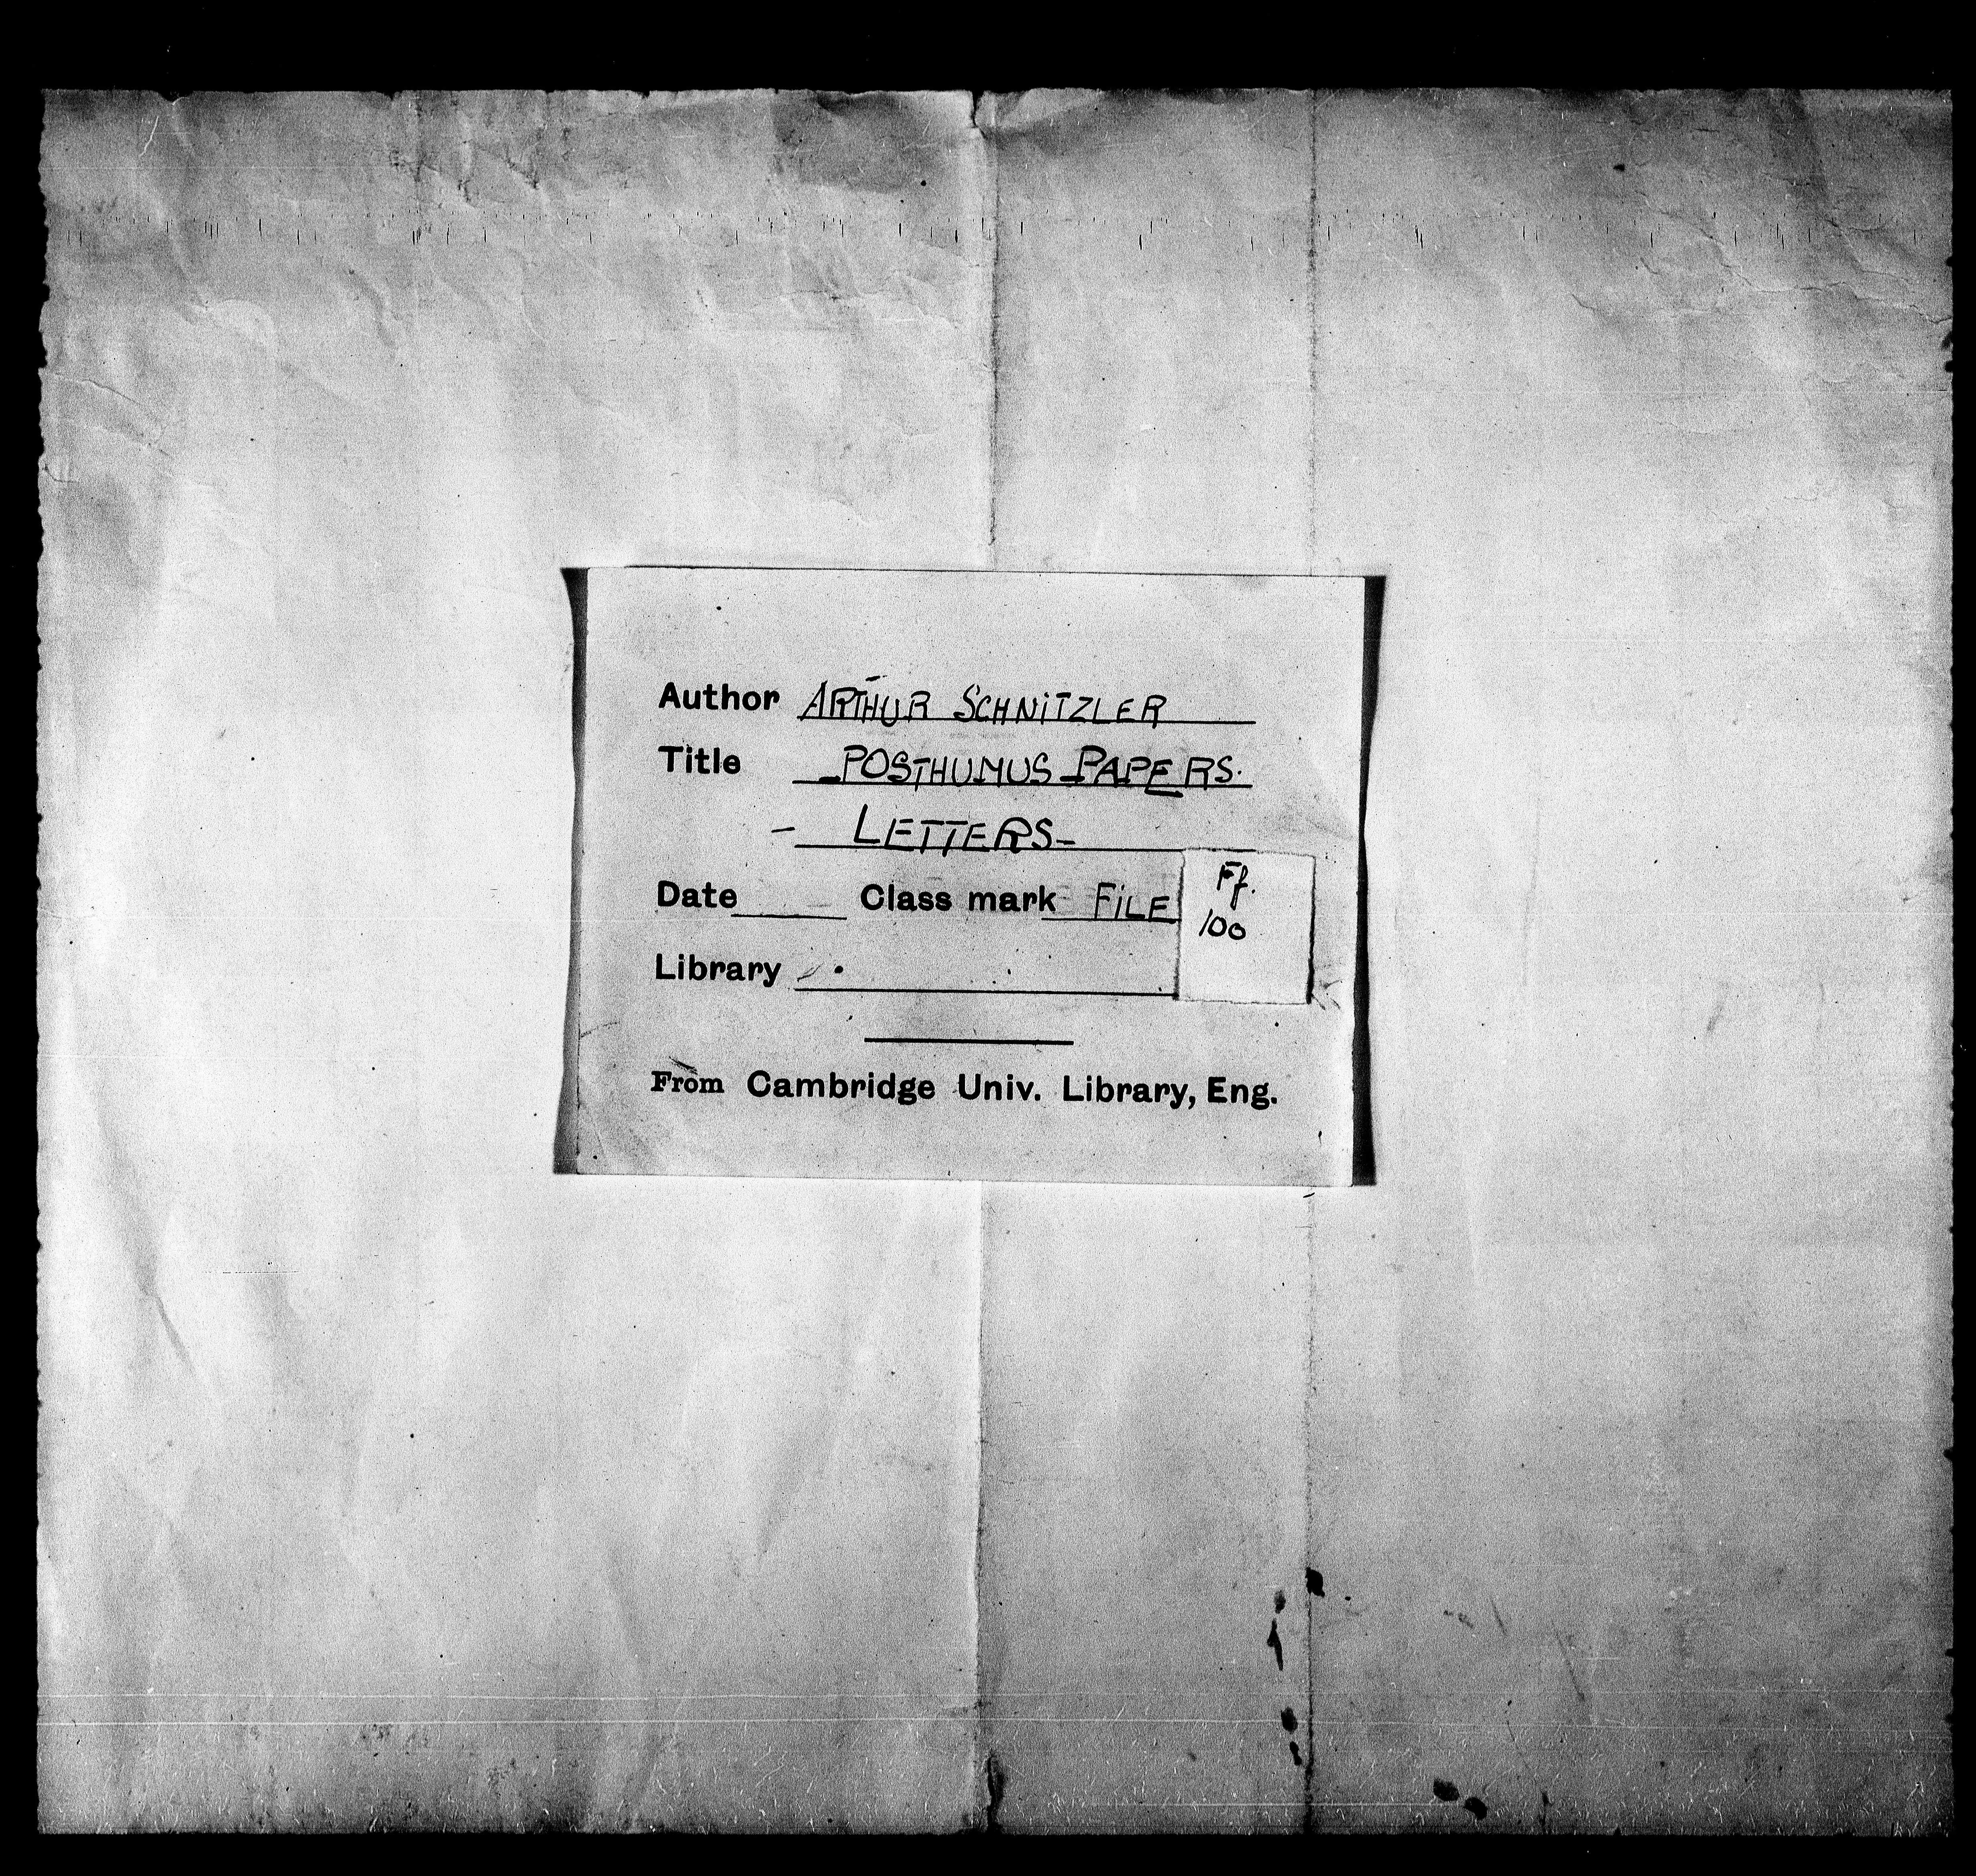 Author ARTHUR SCHNITZLER
Title POSTHUMUS PAPERS.
- LETTERS-
Date Class mark FILE Ff.
100
Library
From Cambridge Univ. Library, Eng.